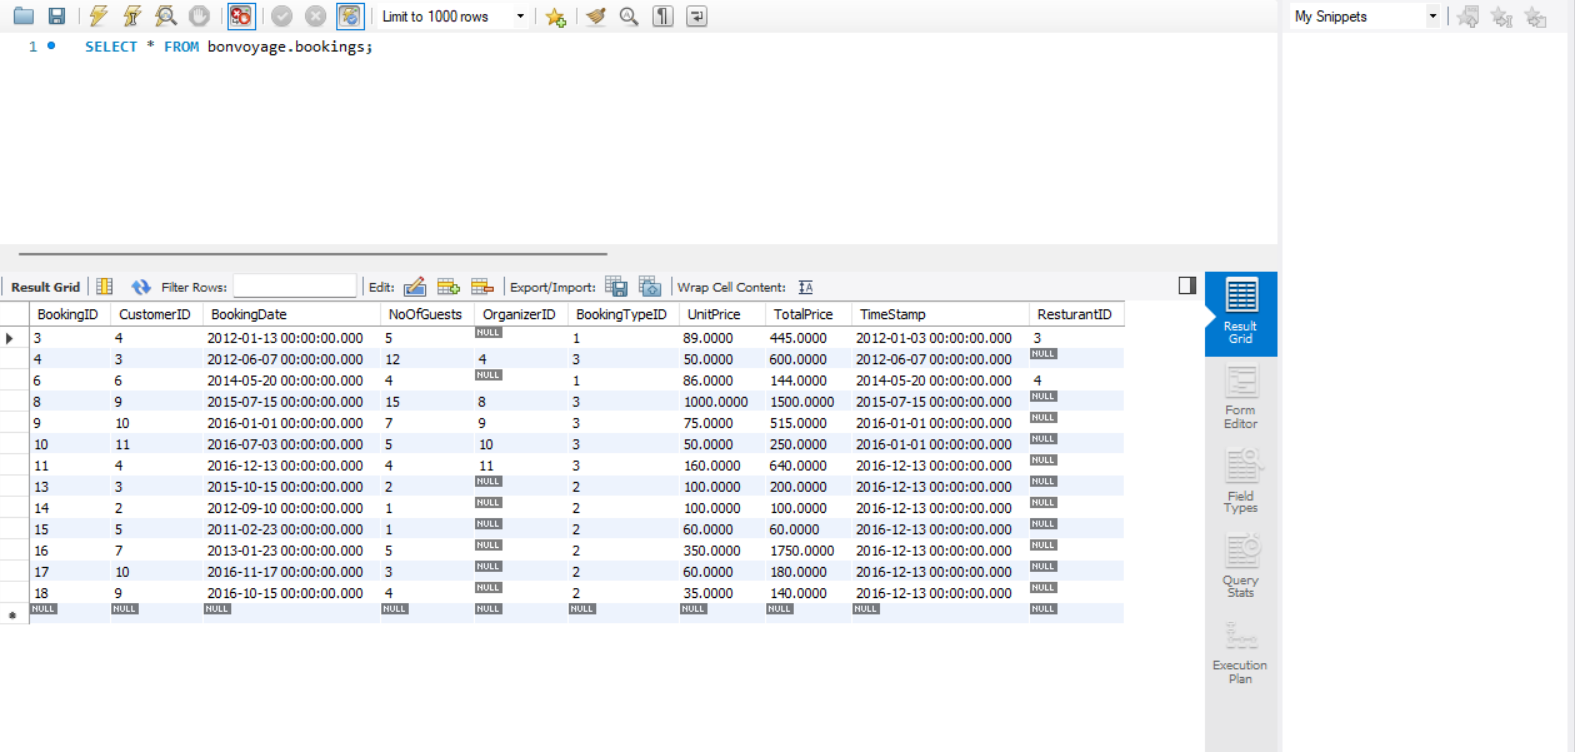 Limit to 1000 rows
My Snippets
1 SELECT * FROM bonvoyage.bookings;
Result Grid Filter Rows: Edit: Export/Import: Wrap Cell Content:
BookingID CustomerID BookingDate NoOfGuests OrganizerID BookingTypeID UnitPrice TotalPrice TimeStamp ResturantID
3 4 2012-01-13 00:00:00.000 5 NULL 1 89.0000 445.0000 2012-01-03 00:00:00.000 3
4 3 2012-06-07 00:00:00.000 12 4 3 50.0000 600.0000 2012-06-07 00:00:00.000 NULL
6 6 2014-05-20 00:00:00.000 4 NULL 1 86.0000 144.0000 2014-05-20 00:00:00.000 4
8 9 2015-07-15 00:00:00.000 15 8 3 1000.0000 1500.0000 2015-07-15 00:00:00.000 NULL
9 10 2016-01-01 00:00:00.000 7 9 3 75.0000 515.0000 2016-01-01 00:00:00.000 NULL
10 11 2016-07-03 00:00:00.000 5 10 3 50.0000 250.0000 2016-01-01 00:00:00.000 NULL
11 4 2016-12-13 00:00:00.000 4 11 3 160.0000 640.0000 2016-12-13 00:00:00.000 NULL
13 3 2015-10-15 00:00:00.000 2 NULL 2 100.0000 200.0000 2016-12-13 00:00:00.000 NULL
14 2 2012-09-10 00:00:00.000 1 NULL 2 100.0000 100.0000 2016-12-13 00:00:00.000 NULL
15 5 2011-02-23 00:00:00.000 1 NULL 2 60.0000 60.0000 2016-12-13 00:00:00.000 NULL
16 7 2013-01-23 00:00:00.000 5 NULL 2 350.0000 1750.0000 2016-12-13 00:00:00.000 NULL
17 10 2016-11-17 00:00:00.000 3 NULL 2 60.0000 180.0000 2016-12-13 00:00:00.000 NULL
18 9 2016-10-15 00:00:00.000 4 NULL 2 35.0000 140.0000 2016-12-13 00:00:00.000 NULL
NULL NULL NULL NULL NULL NULL NULL NULL NULL NULL
Result
Grid
Form
Editor
Field
Types
Query
Stats
Execution
Plan